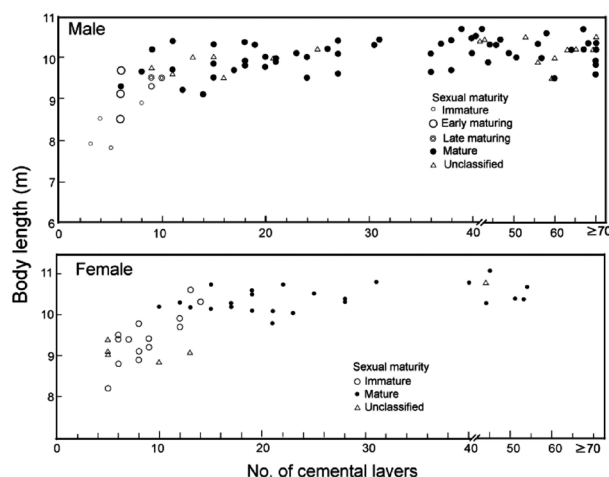 Male
11
10
9
8
7
6
Sexual maturity
Immature
Early maturing
Late maturing
Mature
Unclassified
0 10 20 30 40 50 60 ≥70
Body length (m)
Female
11
10
9
8
Sexual maturity
Immature
Mature
Unclassified
0 10 20 30 40 50 60 ≥70
No. of cemental layers